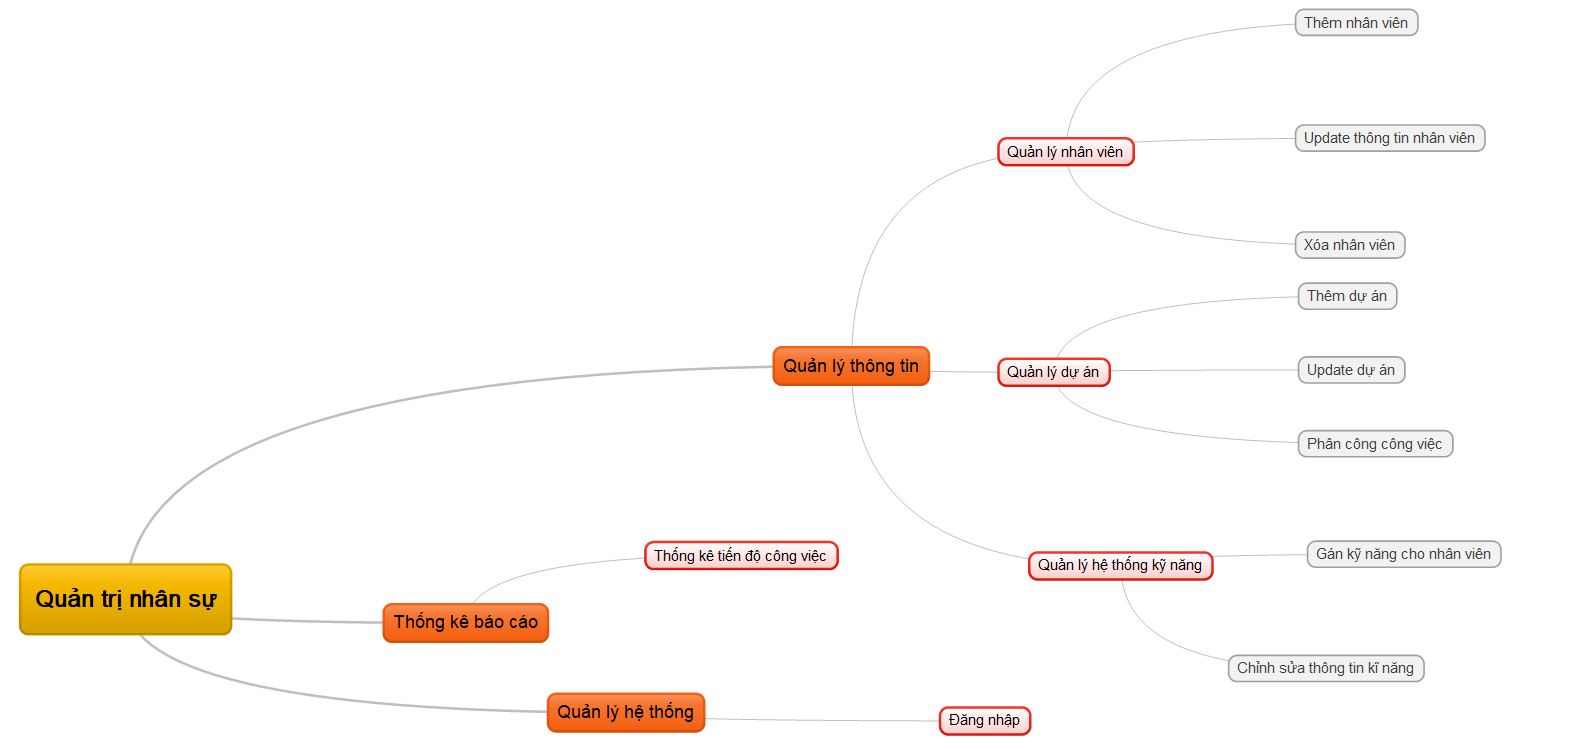 Thêm nhân viên
Update thông tin nhân viên
Quản lý nhân viên
Xóa nhân viên
Thêm dự án
Quản lý thông tin
Quản lý dự án
Update dự án
Phân công công việc
Thống kê tiến độ công việc
Quản lý hệ thống kỹ năng
Gán kỹ năng cho nhân viên
Quản trị nhân sự
Thống kê báo cáo
Chỉnh sửa thông tin kĩ năng
Quản lý hệ thống
Đăng nhập